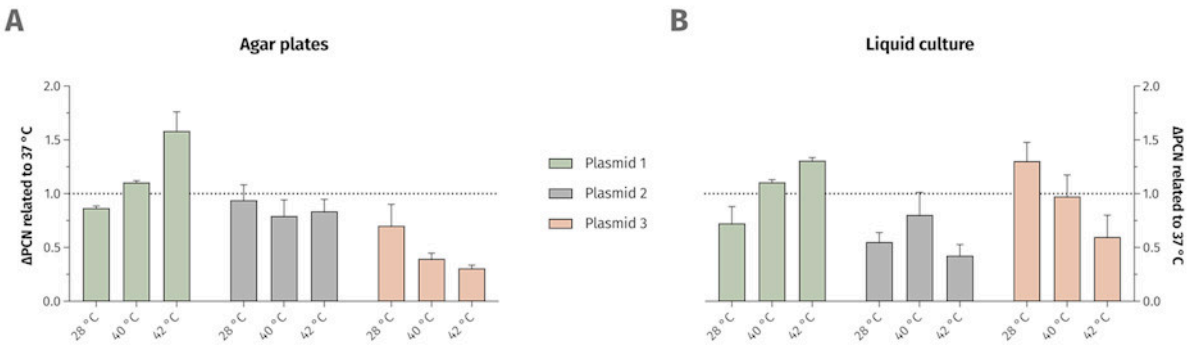 A
Agar plates
ΔPCN related to 37 °C
2.0
1.5
1.0
0.5
0.0
28 °C
40 °C
42 °C
28 °C
40 °C
42 °C
28 °C
40 °C
42 °C
Plasmid 1
Plasmid 2
Plasmid 3
B
Liquid culture
2.0
1.5
1.0
0.5
0.0
ΔPCN related to 37 °C
28 °C
40 °C
42 °C
28 °C
40 °C
42 °C
28 °C
40 °C
42 °C